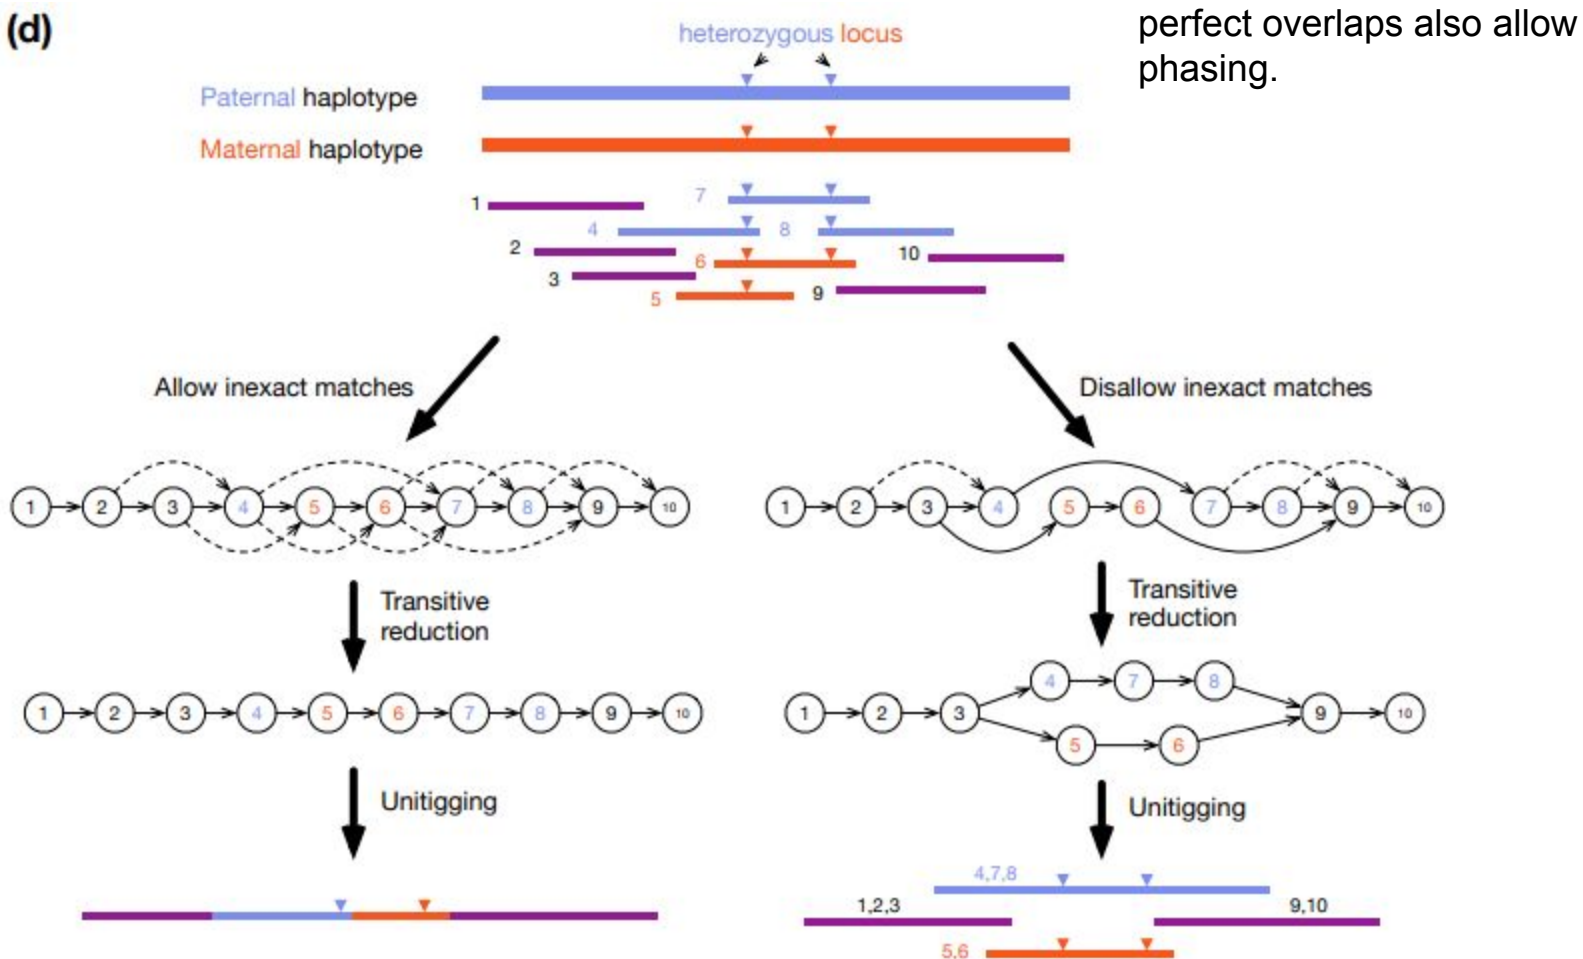 (d)
perfect overlaps also allow
phasing.
heterozygous locus
Paternal haplotype
Maternal haplotype
1
7
4
8
2
6
10
3
5
9
Allow inexact matches
Disallow inexact matches
1 2 3 4 5 6 7 8 9 10
1 2 3 4 5 6 7 8 9 10
Transitive
reduction
Transitive
reduction
1 2 3 4 5 6 7 8 9 10
4 7 8
1 2 3 9 10
5 6
Unitigging
Unitigging
4,7,8
1,2,3
9,10
5,6